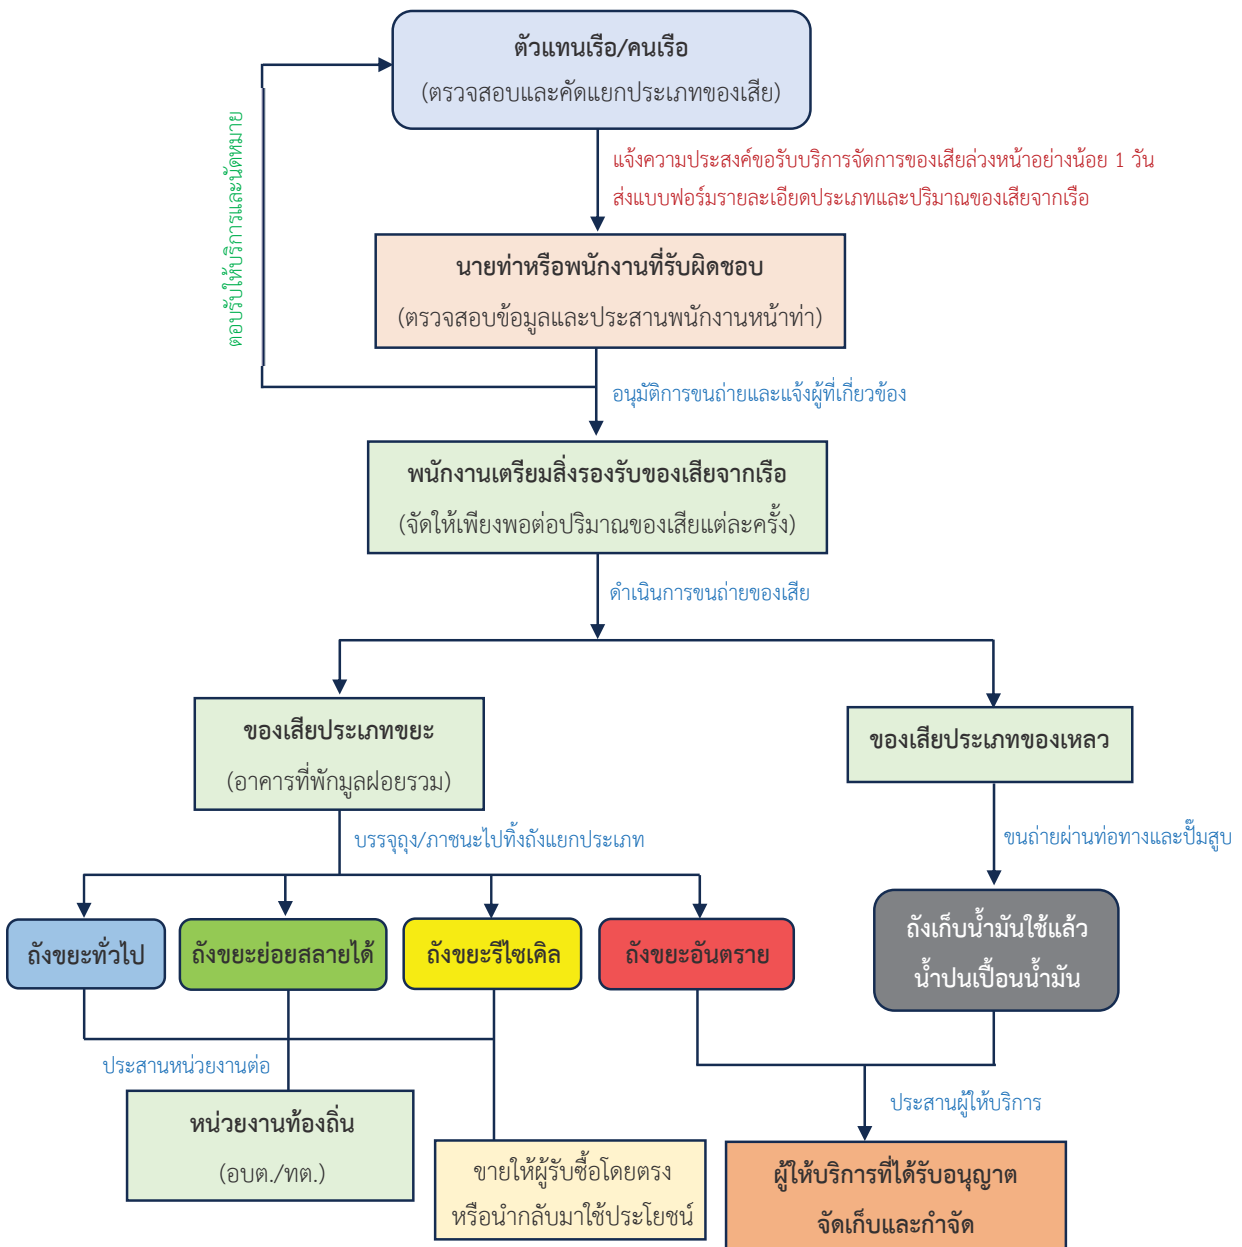 ตัวแทนเรือ/คนเรือ
(ตรวจสอบและคัดแยกประเภทของเสีย)
ตอบรับให้บริการและนัดหมาย
แจ้งความประสงค์ขอรับบริการจัดการของเสียล่วงหน้าอย่างน้อย 1 วัน
ส่งแบบฟอร์มรายละเอียดประเภทและปริมาณของเสียจากเรือ
นายท่าหรือพนักงานที่รับผิดชอบ
(ตรวจสอบข้อมูลและประสานพนักงานหน้าท่า)
อนุมัติการขนถ่ายและแจ้งผู้ที่เกี่ยวข้อง
พนักงานเตรียมสิ่งรองรับของเสียจากเรือ
(จัดให้เพียงพอต่อปริมาณของเสียแต่ละครั้ง)
ดำเนินการขนถ่ายของเสีย
ของเสียประเภทขยะ
(อาคารที่พักมูลฝอยรวม)
ของเสียประเภทของเหลว
บรรจุถุง/ภาชนะไปทิ้งถังแยกประเภท
ขนถ่ายผ่านท่อทางและปั๊มสูบ
ถังขยะทั่วไป
ถังขยะย่อยสลายได้
ถังขยะรีไซเคิล
ถังขยะอันตราย
ถังเก็บน้ำมันใช้แล้ว
น้ำปนเปื้อนน้ำมัน
ประสานหน่วยงานต่อ
ประสานผู้ให้บริการ
หน่วยงานท้องถิ่น
(อบต./ทต.)
ขายให้ผู้รับซื้อโดยตรง
หรือนำกลับมาใช้ประโยชน์
ผู้ให้บริการที่ได้รับอนุญาต
จัดเก็บและกำจัด